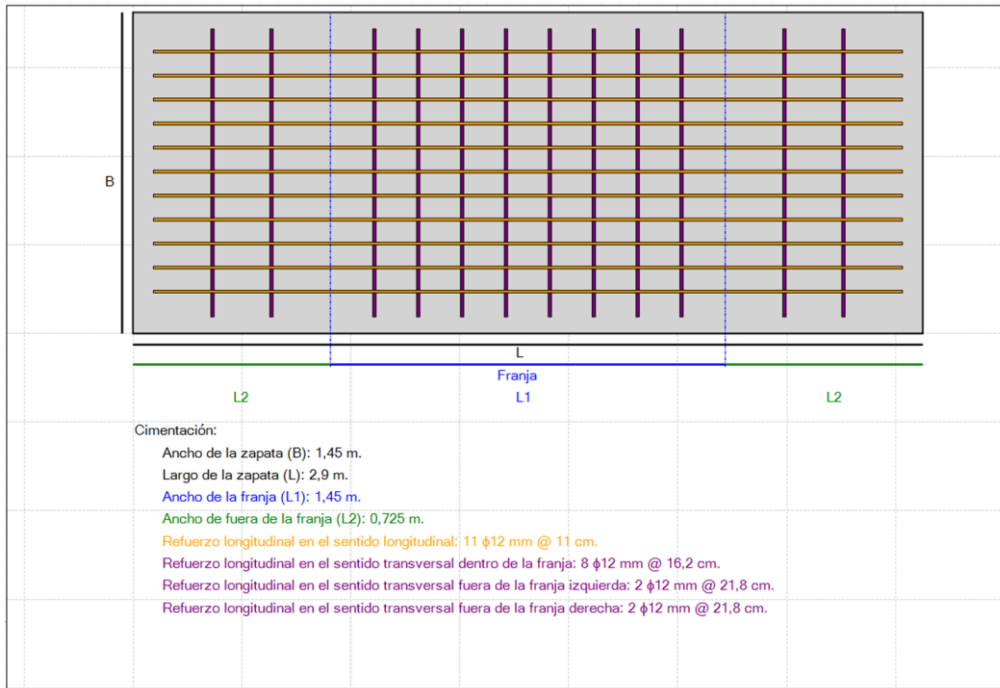 B
L
Franja
L2 L1 L2
Cimentación:
Ancho de la zapata (B): 1,45 m.
Largo de la zapata (L): 2,9 m.
Ancho de la franja (L1): 1,45 m.
Ancho de fuera de la franja (L2): 0,725 m.
Refuerzo longitudinal en el sentido longitudinal: 11 ϕ12 mm @ 11 cm.
Refuerzo longitudinal en el sentido transversal dentro de la franja: 8 ϕ12 mm @ 16,2 cm.
Refuerzo longitudinal en el sentido transversal fuera de la franja izquierda: 2 ϕ12 mm @ 21,8 cm.
Refuerzo longitudinal en el sentido transversal fuera de la franja derecha: 2 ϕ12 mm @ 21,8 cm.